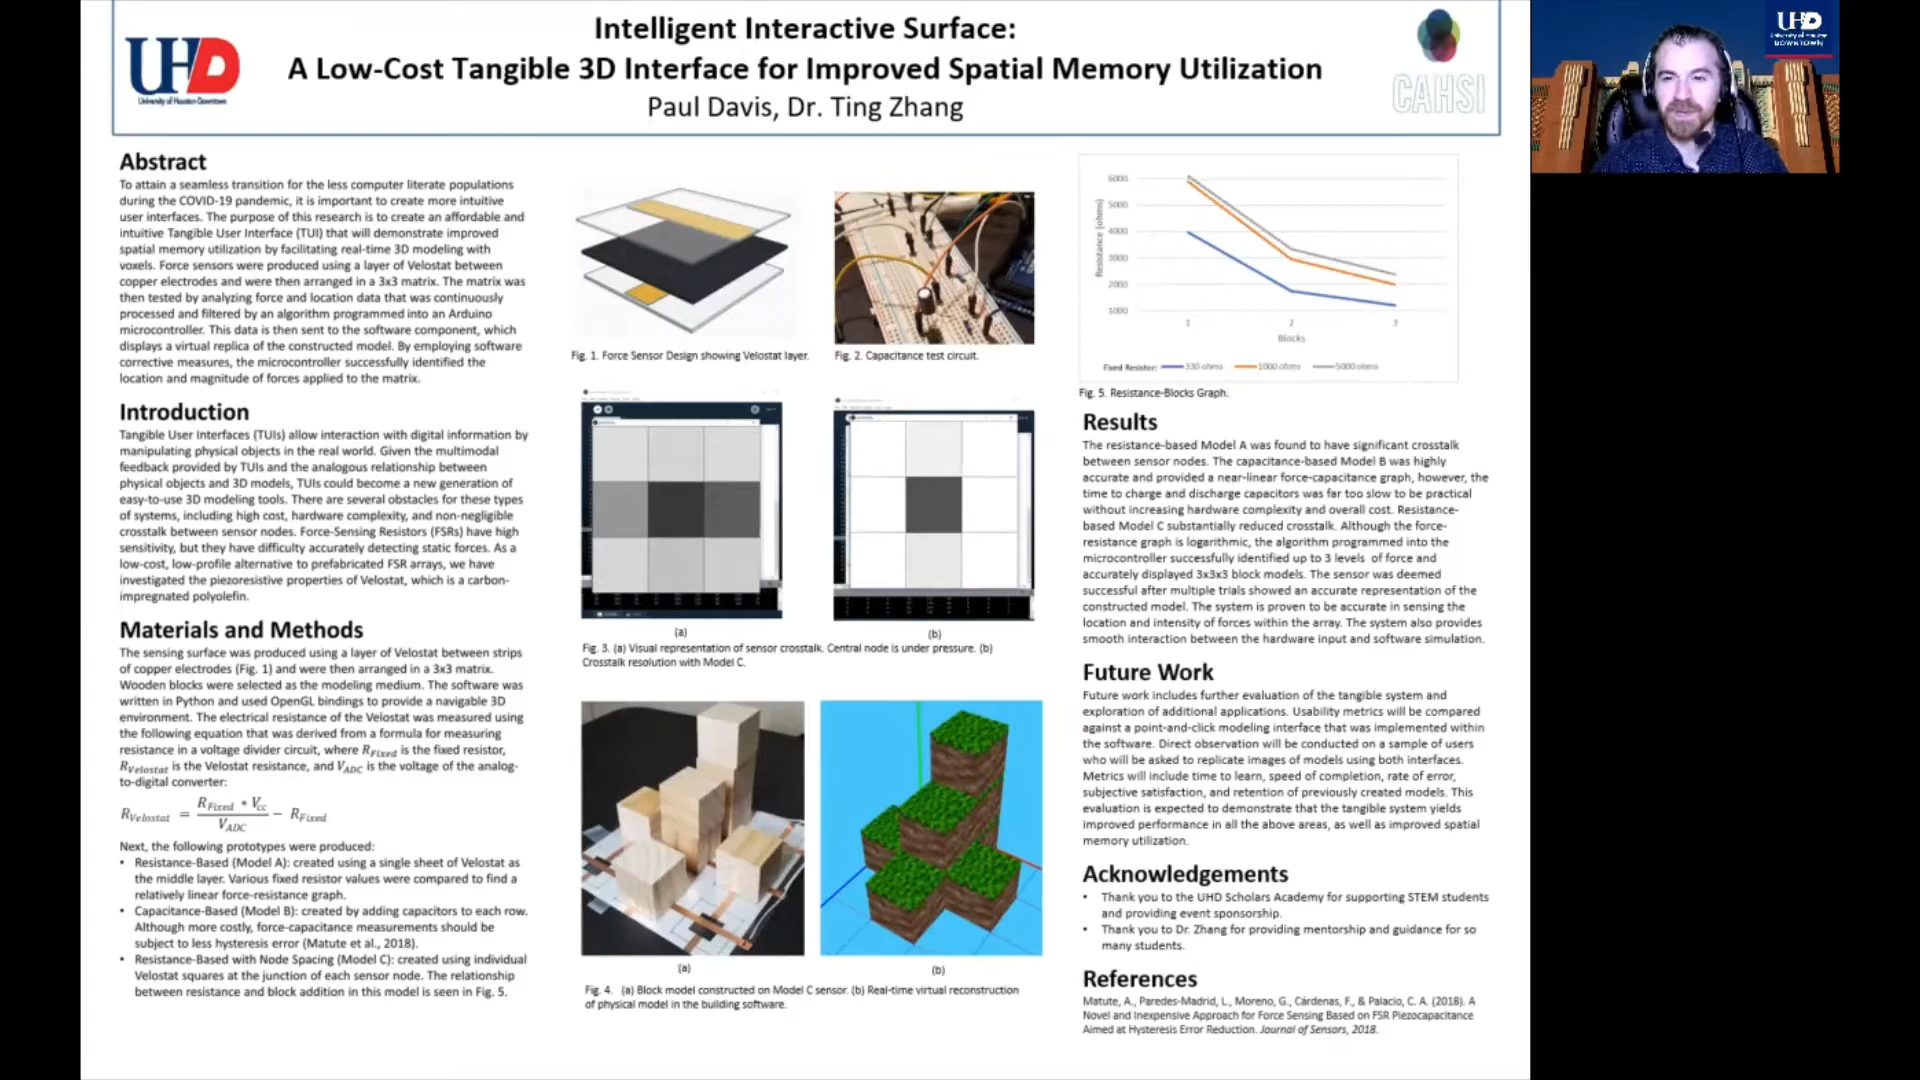 Intelligent Interactive Surface:
A Low-Cost Tangible 3D Interface for Improved Spatial Memory Utilization
Paul Davis, Dr. Ting Zhang
UHD
University of Houston Downtown
CAHSI
UHD
University of Houston
DOWNTOWN
Abstract
To attain a seamless transition for the less computer literate populations
during the COVID-19 pandemic, it is important to create more intuitive
user interfaces. The purpose of this research is to create an affordable and
intuitive Tangible User Interface (TUI) that will demonstrate improved
spatial memory utilization by facilitating real-time 3D modeling with
voxels. Force sensors were produced using a layer of Velostat between
copper electrodes and were then arranged in a 3x3 matrix. The matrix was
then tested by analyzing force and location data that was continuously
processed and filtered by an algorithm programmed into an Arduino
microcontroller. This data is then sent to the software component, which
displays a virtual replica of the constructed model. By employing software
corrective measures, the microcontroller successfully identified the
location and magnitude of forces applied to the matrix.
Introduction
Tangible User Interfaces (TUIs) allow interaction with digital information by
manipulating physical objects in the real world. Given the multimodal
feedback provided by TUIs and the analogous relationship between
physical objects and 3D models, TUIs could become a new generation of
easy-to-use 3D modeling tools. There are several obstacles for these types
of systems, including high cost, hardware complexity, and non-negligible
crosstalk between sensor nodes. Force-Sensing Resistors (FSRs) have high
sensitivity, but they have difficulty accurately detecting static forces. As a
low-cost, low-profile alternative to prefabricated FSR arrays, we have
investigated the piezoresistive properties of Velostat, which is a carbon-
impregnated polyolefin.
Materials and Methods
The sensing surface was produced using a layer of Velostat between strips
of copper electrodes (Fig. 1) and were then arranged in a 3x3 matrix.
Wooden blocks were selected as the modeling medium. The software was
written in Python and used OpenGL bindings to provide a navigable 3D
environment. The electrical resistance of the Velostat was measured using
the following equation that was derived from a formula for measuring
resistance in a voltage divider circuit, where R_Fixed is the fixed resistor,
R_Velostat is the Velostat resistance, and V_ADC is the voltage of the analog-
to-digital converter:
R_Velostat = (R_Fixed * V_cc) / V_ADC − R_Fixed
Next, the following prototypes were produced:
• Resistance-Based (Model A): created using a single sheet of Velostat as
the middle layer. Various fixed resistor values were compared to find a
relatively linear force-resistance graph.
• Capacitance-Based (Model B): created by adding capacitors to each row.
Although more costly, force-capacitance measurements should be
subject to less hysteresis error (Matute et al., 2018).
• Resistance-Based with Node Spacing (Model C): created using individual
Velostat squares at the junction of each sensor node. The relationship
between resistance and block addition in this model is seen in Fig. 5.
Fig. 1. Force Sensor Design showing Velostat layer.
Fig. 2. Capacitance test circuit.
(a)
(b)
Fig. 3. (a) Visual representation of sensor crosstalk. Central node is under pressure. (b)
Crosstalk resolution with Model C.
(a)
(b)
Fig. 4. (a) Block model constructed on Model C sensor. (b) Real-time virtual reconstruction
of physical model in the building software.
Resistance (ohms)
6000
5000
4000
3000
2000
1000
1 2 3
Blocks
Fixed Resistor: 330 ohms 1000 ohms 5000 ohms
Fig. 5. Resistance-Blocks Graph.
Results
The resistance-based Model A was found to have significant crosstalk
between sensor nodes. The capacitance-based Model B was highly
accurate and provided a near-linear force-capacitance graph, however, the
time to charge and discharge capacitors was far too slow to be practical
without increasing hardware complexity and overall cost. Resistance-
based Model C substantially reduced crosstalk. Although the force-
resistance graph is logarithmic, the algorithm programmed into the
microcontroller successfully identified up to 3 levels of force and
accurately displayed 3x3x3 block models. The sensor was deemed
successful after multiple trials showed an accurate representation of the
constructed model. The system is proven to be accurate in sensing the
location and intensity of forces within the array. The system also provides
smooth interaction between the hardware input and software simulation.
Future Work
Future work includes further evaluation of the tangible system and
exploration of additional applications. Usability metrics will be compared
against a point-and-click modeling interface that was implemented within
the software. Direct observation will be conducted on a sample of users
who will be asked to replicate images of models using both interfaces.
Metrics will include time to learn, speed of completion, rate of error,
subjective satisfaction, and retention of previously created models. This
evaluation is expected to demonstrate that the tangible system yields
improved performance in all the above areas, as well as improved spatial
memory utilization.
Acknowledgements
• Thank you to the UHD Scholars Academy for supporting STEM students
and providing event sponsorship.
• Thank you to Dr. Zhang for providing mentorship and guidance for so
many students.
References
Matute, A., Paredes-Madrid, L., Moreno, G., Cárdenas, F., & Palacio, C. A. (2018). A
Novel and Inexpensive Approach for Force Sensing Based on FSR Piezocapacitance
Aimed at Hysteresis Error Reduction. Journal of Sensors, 2018.